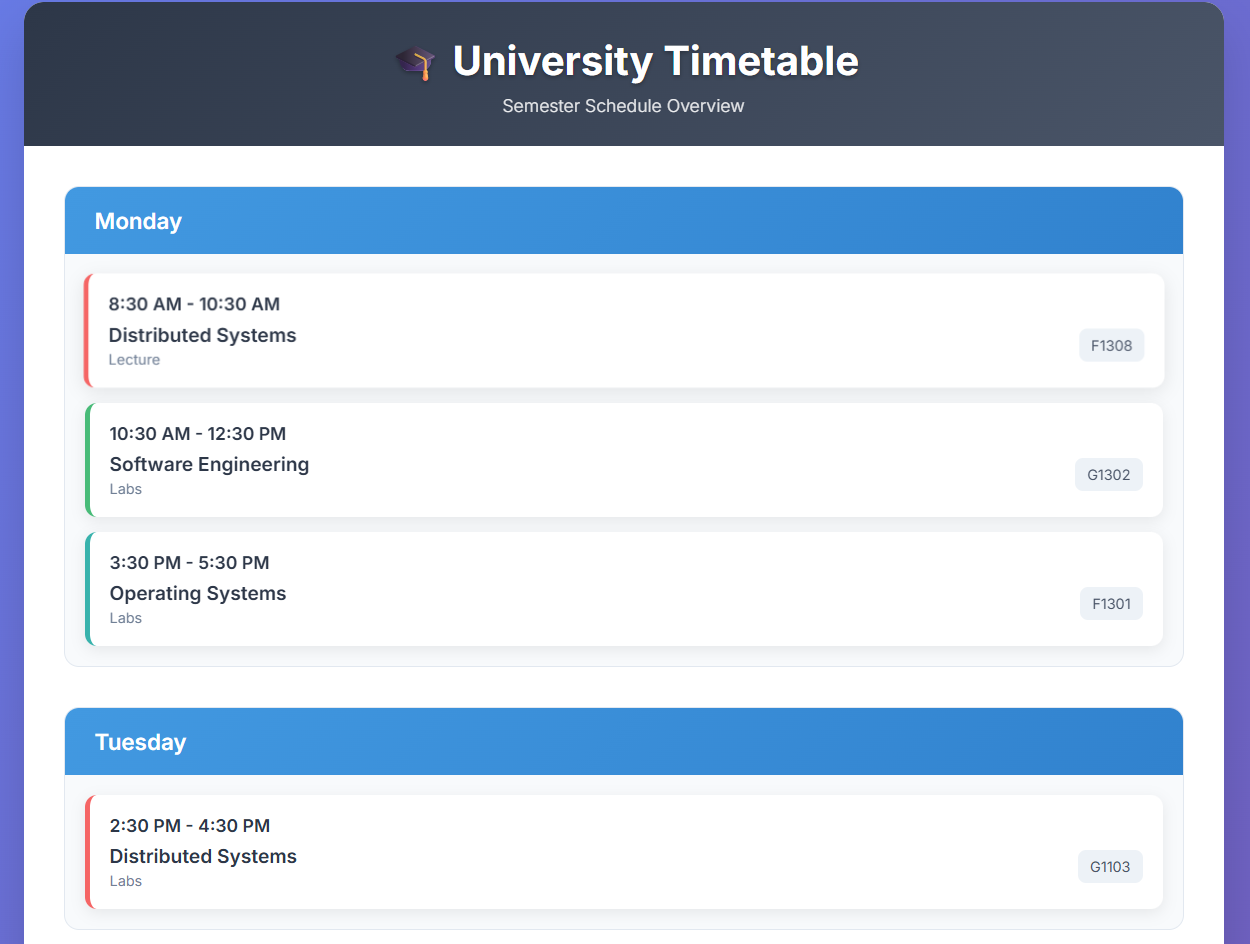 University Timetable
Semester Schedule Overview
Monday
8:30 AM - 10:30 AM
Distributed Systems
Lecture
F1308
10:30 AM - 12:30 PM
Software Engineering
Labs
G1302
3:30 PM - 5:30 PM
Operating Systems
Labs
F1301
Tuesday
2:30 PM - 4:30 PM
Distributed Systems
Labs
G1103